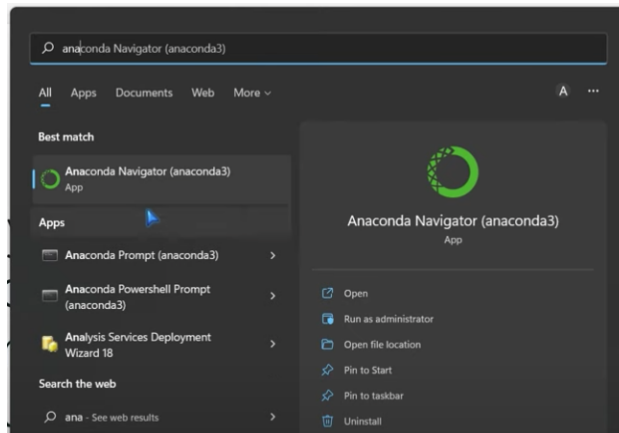 anaconda Navigator (anaconda3)
All Apps Documents Web More A ...
Best match
Anaconda Navigator (anaconda3)
App
Apps
Anaconda Prompt (anaconda3)
Anaconda Powershell Prompt
(anaconda3)
Analysis Services Deployment
Wizard 18
Search the web
ana - See web results
Anaconda Navigator (anaconda3)
App
Open
Run as administrator
Open file location
Pin to Start
Pin to taskbar
Uninstall